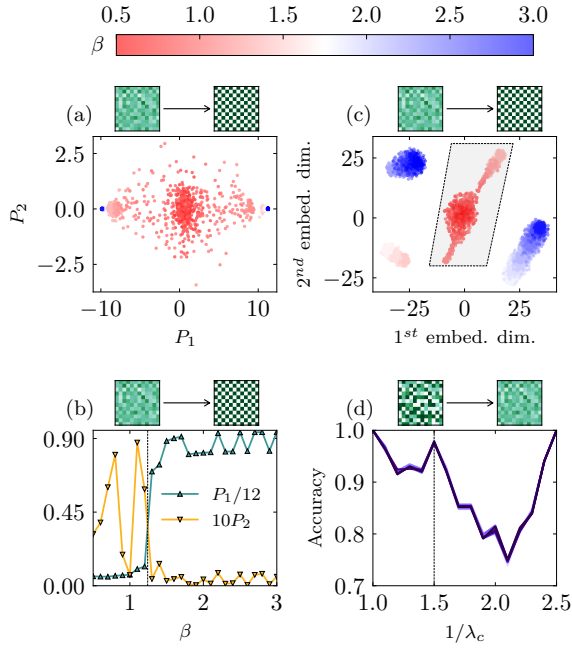 0.5 1.0 1.5 2.0 2.5 3.0
β
(a)
2.5
0.0
−2.5
P₂
−10 0 10
P₁
(c)
25
0
−25
2ⁿᵈ embed. dim.
−25 0 25
1ˢᵗ embed. dim.
(b)
0.90
0.45
0.00
P₁/12
10P₂
1 2 3
β
(d)
1.0
0.9
0.8
0.7
Accuracy
1.0 1.5 2.0 2.5
1/λ_c